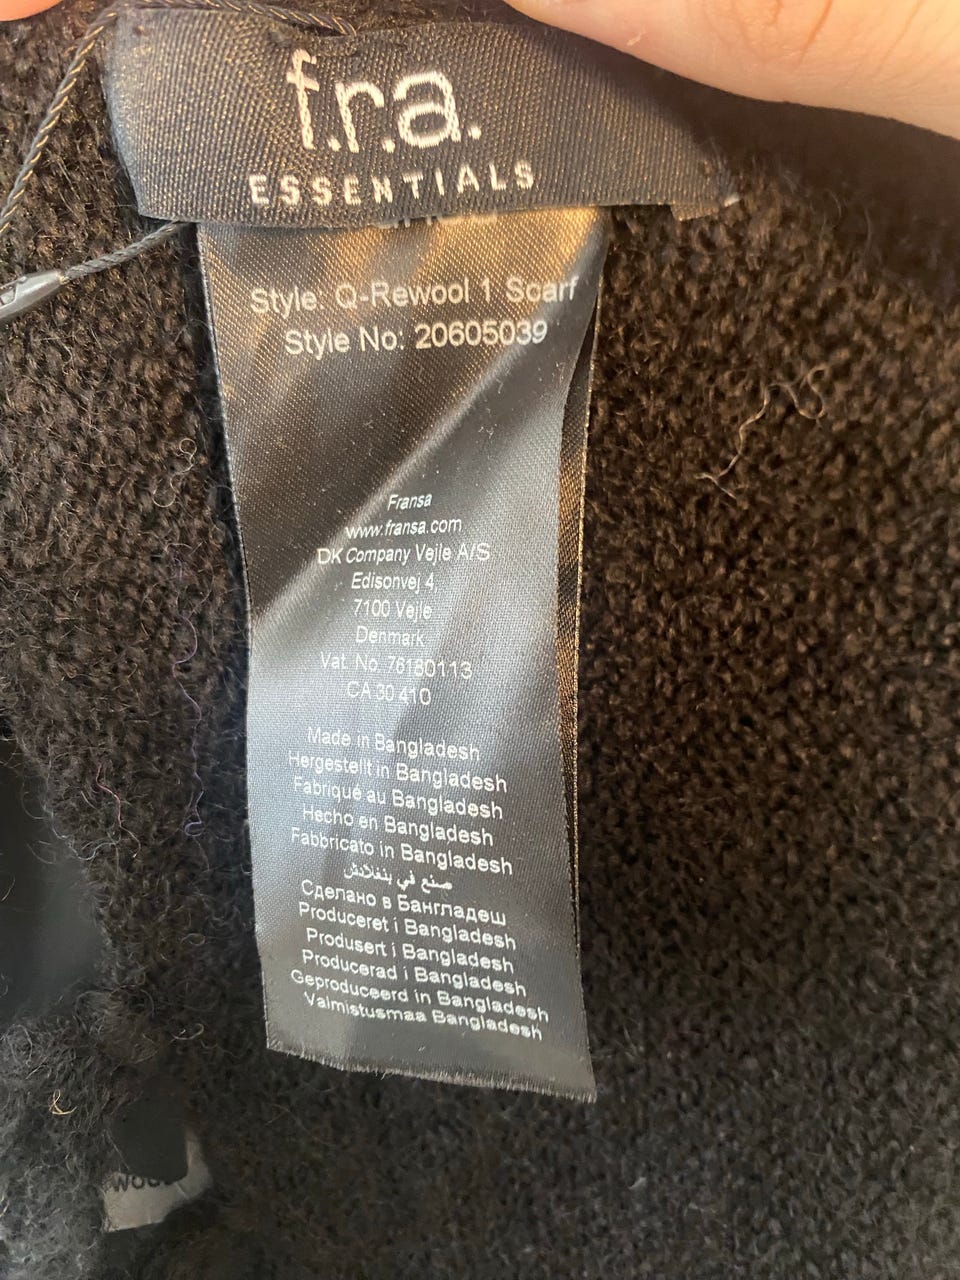 f.r.a.
ESSENTIALS
Style: Q-Rewool 1 Scarf
Style No: 20605039
Fransa
www.fransa.com
DK Company Vejle A/S
Edisonvej 4,
7100 Vejle
Denmark
Vat. No. 76180113
CA 30 410
Made in Bangladesh
Hergestellt in Bangladesh
Fabriqué au Bangladesh
Hecho en Bangladesh
Fabbricato in Bangladesh
صنع في بنغلادش
Сделано в Бангладеш
Produceret i Bangladesh
Produsert i Bangladesh
Producerad i Bangladesh
Geproduceerd in Bangladesh
Valmistusmaa Bangladesh